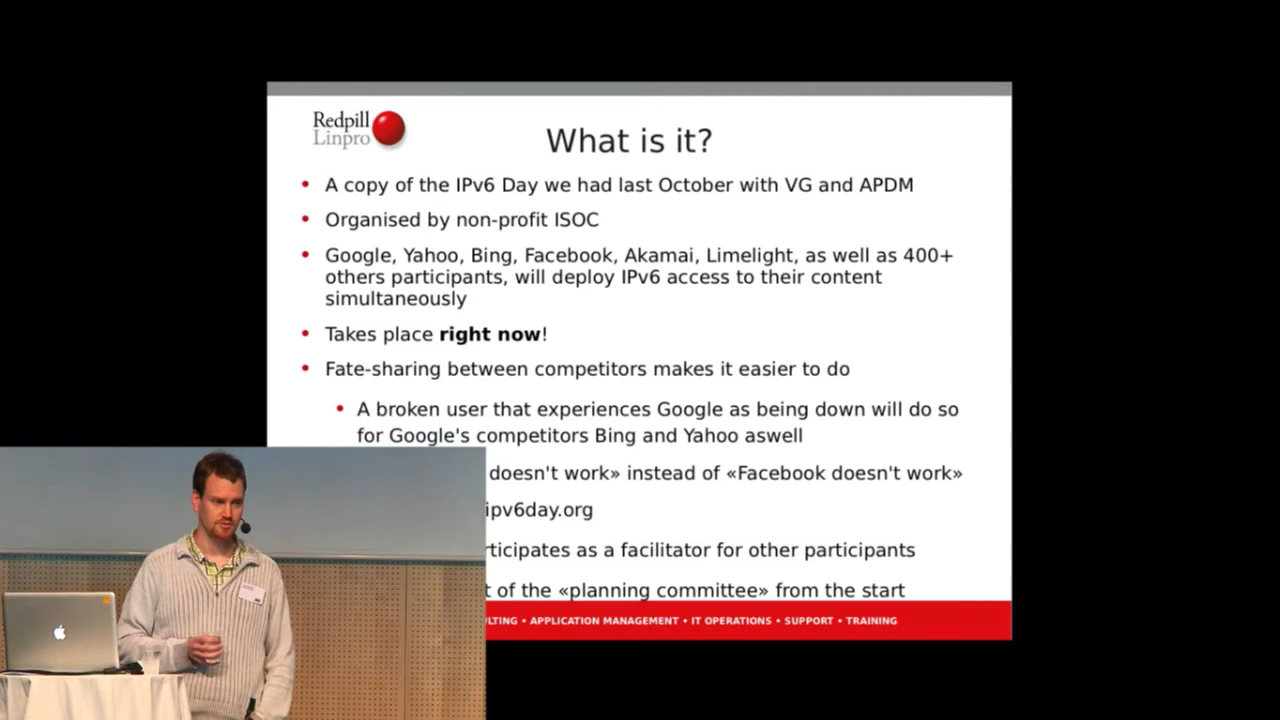 Redpill
Linpro
What is it?
• A copy of the IPv6 Day we had last October with VG and APDM
• Organised by non-profit ISOC
• Google, Yahoo, Bing, Facebook, Akamai, Limelight, as well as 400+
others participants, will deploy IPv6 access to their content
simultaneously
• Takes place right now!
• Fate-sharing between competitors makes it easier to do
• A broken user that experiences Google as being down will do so
for Google's competitors Bing and Yahoo aswell
doesn't work» instead of «Facebook doesn't work»
ipv6day.org
rticipates as a facilitator for other participants
t of the «planning committee» from the start
LTING • APPLICATION MANAGEMENT • IT OPERATIONS • SUPPORT • TRAINING